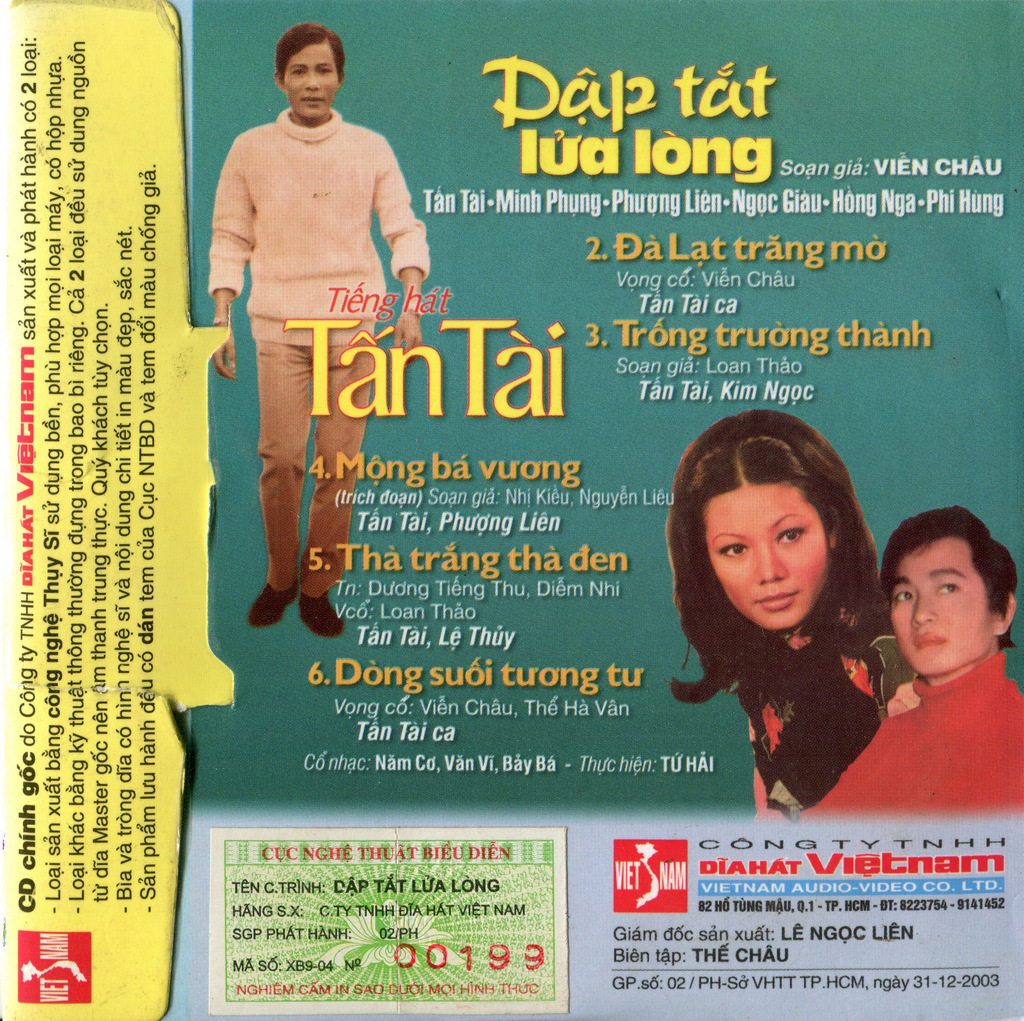 CD chính gốc do Công ty TNHH DĨA HÁT Việtnam sản xuất và phát hành có 2 loại:
- Loại sản xuất bằng công nghệ Thụy Sĩ sử dụng bền, phù hợp mọi loại máy, có hộp nhựa.
- Loại khác bằng kỹ thuật thông thường đựng trong bao bì riêng. Cả 2 loại đều sử dụng nguồn
từ dĩa Master gốc nên âm thanh trung thực. Quý khách tùy chọn.
- Bìa và tròng dĩa có hình nghệ sĩ và nội dung chi tiết in màu đẹp, sắc nét.
- Sản phẩm lưu hành đều có dán tem của Cục NTBD và tem đổi màu chống giả.
VIET NAM
Dập tắt
lửa lòng
Soạn giả: VIỄN CHÂU
Tấn Tài • Minh Phụng • Phượng Liên • Ngọc Giàu • Hồng Nga • Phi Hùng
2. Đà Lạt trăng mờ
Vọng cổ: Viễn Châu
Tấn Tài ca
Tiếng hát
Tấn Tài
3. Trống trường thành
Soạn giả: Loan Thảo
Tấn Tài, Kim Ngọc
4. Mộng bá vương
(trích đoạn) Soạn giả: Nhị Kiều, Nguyễn Liêu
Tấn Tài, Phượng Liên
5. Thà trắng thà đen
Tn: Dương Tiếng Thu, Diễm Nhi
Vcổ: Loan Thảo
Tấn Tài, Lệ Thủy
6. Dòng suối tương tư
Vọng cổ: Viễn Châu, Thể Hà Vân
Tấn Tài ca
Cổ nhạc: Năm Cơ, Văn Vĩ, Bảy Bá - Thực hiện: TỨ HẢI
CỤC NGHỆ THUẬT BIỂU DIỄN
TÊN C.TRÌNH: DẬP TẮT LỬA LÒNG
HÃNG S.X: C.TY TNHH ĐĨA HÁT VIỆT NAM
SGP PHÁT HÀNH: 02/PH
MÃ SỐ: XB9-04 Nº 00199
NGHIÊM CẤM IN SAO DƯỚI MỌI HÌNH THỨC
VIET NAM
CÔNG TY TNHH
DĨA HÁT Việtnam
VIETNAM AUDIO-VIDEO CO. LTD.
82 HỒ TÙNG MẬU, Q.1 - TP. HCM - ĐT: 8223754 - 9141452
Giám đốc sản xuất: LÊ NGỌC LIÊN
Biên tập: THẾ CHÂU
GP.số: 02 / PH-Sở VHTT TP.HCM, ngày 31-12-2003